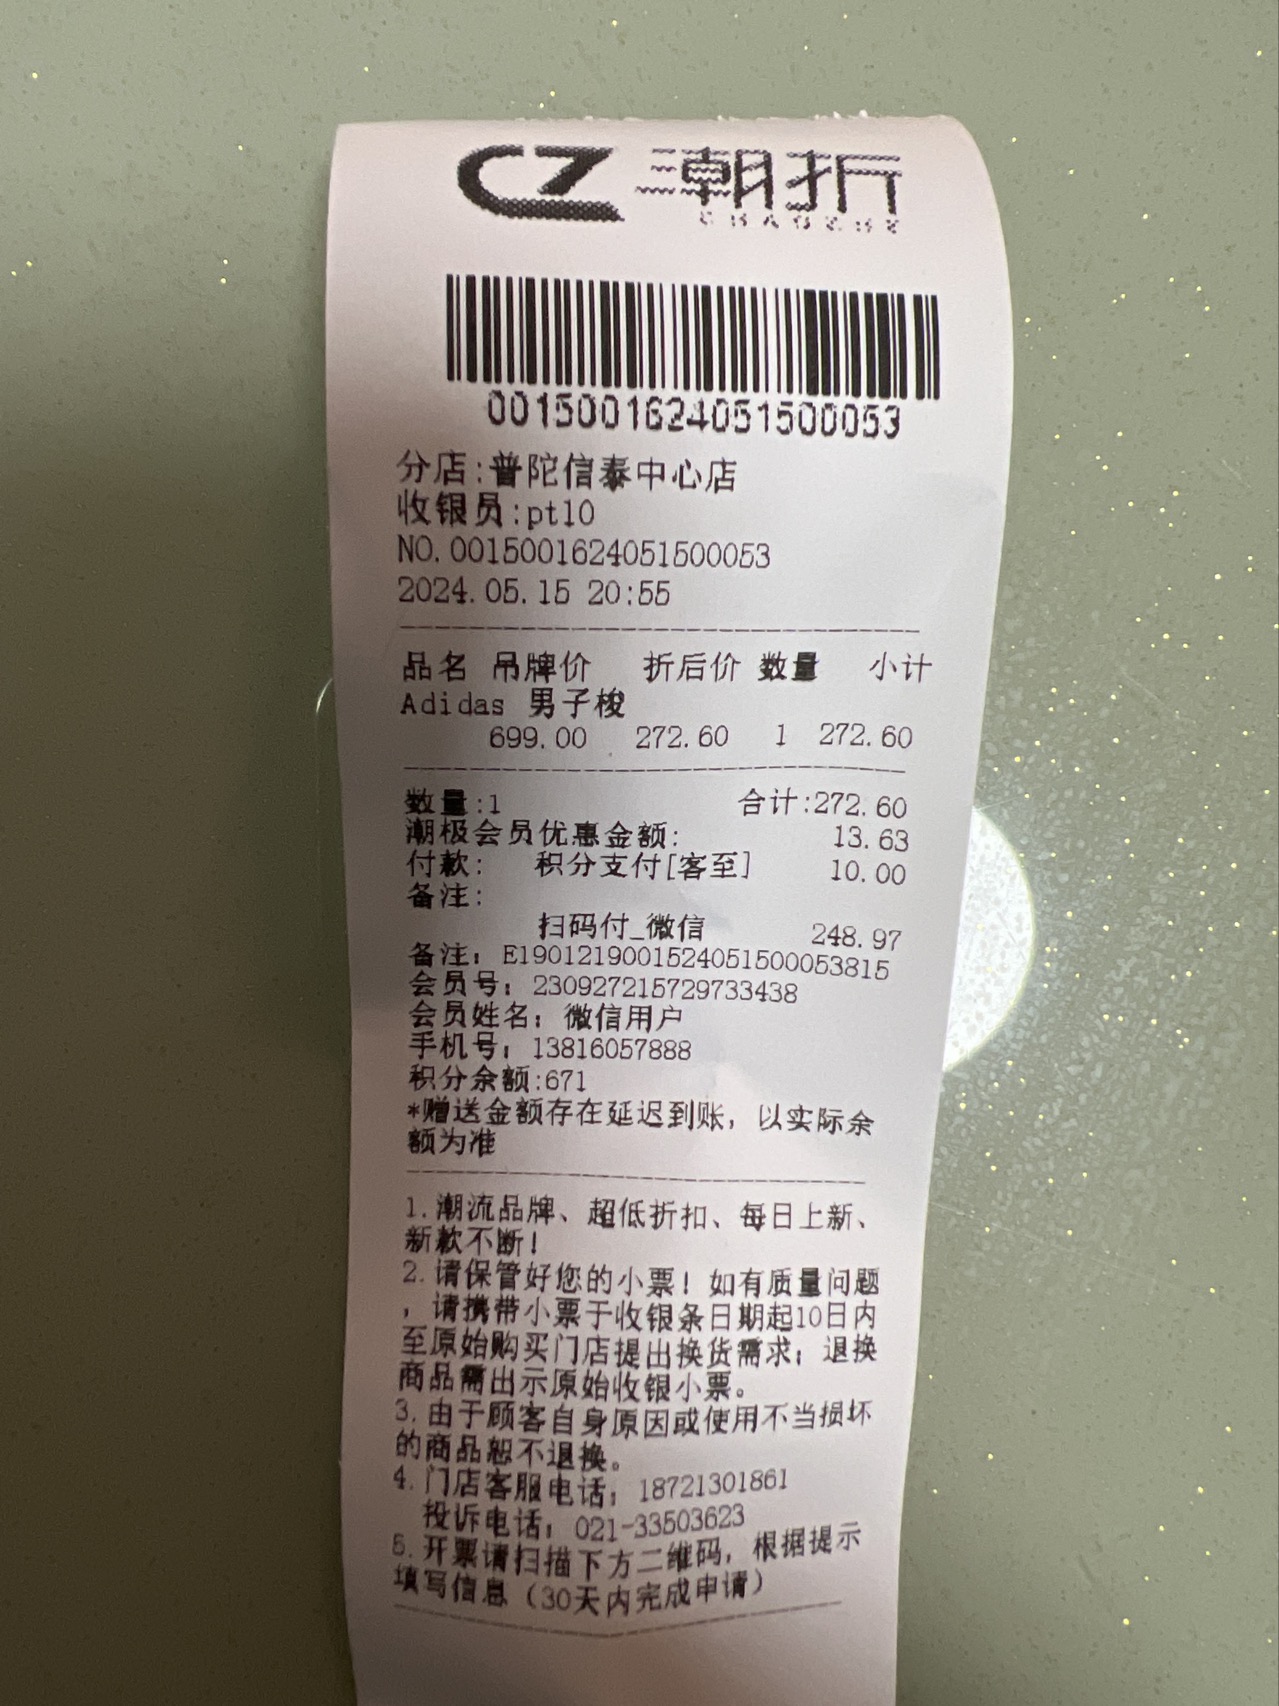 CZ 潮折
CHAOZHE
0015001624051500053
分店:普陀信泰中心店
收银员:pt10
NO.0015001624051500053
2024.05.15 20:55
品名 吊牌价 折后价 数量 小计
Adidas 男子梭
699.00 272.60 1 272.60
数量:1 合计:272.60
潮极会员优惠金额: 13.63
付款: 积分支付[客至] 10.00
备注:
扫码付_微信 248.97
备注: E1901219001524051500053815
会员号: 230927215729733438
会员姓名: 微信用户
手机号: 13816057888
积分余额:671
*赠送金额存在延迟到账，以实际余
额为准
1.潮流品牌、超低折扣、每日上新、
新款不断!
2.请保管好您的小票! 如有质量问题
，请携带小票于收银条日期起10日内
至原始购买门店提出换货需求; 退换
商品需出示原始收银小票。
3.由于顾客自身原因或使用不当损坏
的商品恕不退换。
4.门店客服电话: 18721301861
投诉电话: 021-33503623
5.开票请扫描下方二维码，根据提示
填写信息（30天内完成申请）